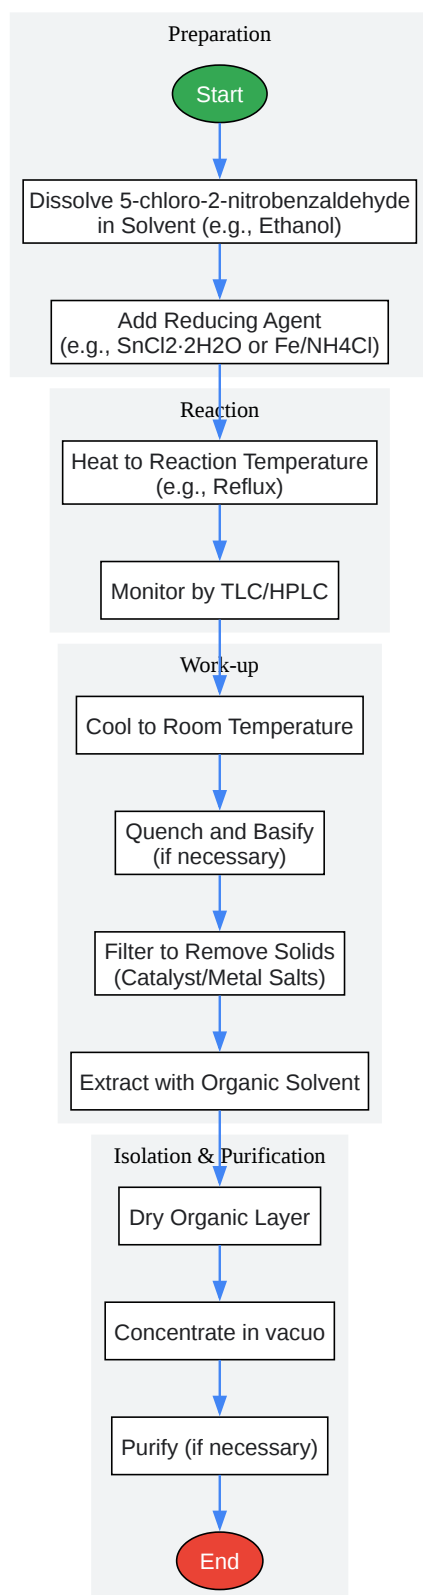 Preparation
Start
Dissolve 5-chloro-2-nitrobenzaldehyde
in Solvent (e.g., Ethanol)
Add Reducing Agent
(e.g., SnCl2·2H2O or Fe/NH4Cl)
Reaction
Heat to Reaction Temperature
(e.g., Reflux)
Monitor by TLC/HPLC
Work-up
Cool to Room Temperature
Quench and Basify
(if necessary)
Filter to Remove Solids
(Catalyst/Metal Salts)
Extract with Organic Solvent
Isolation & Purification
Dry Organic Layer
Concentrate in vacuo
Purify (if necessary)
End